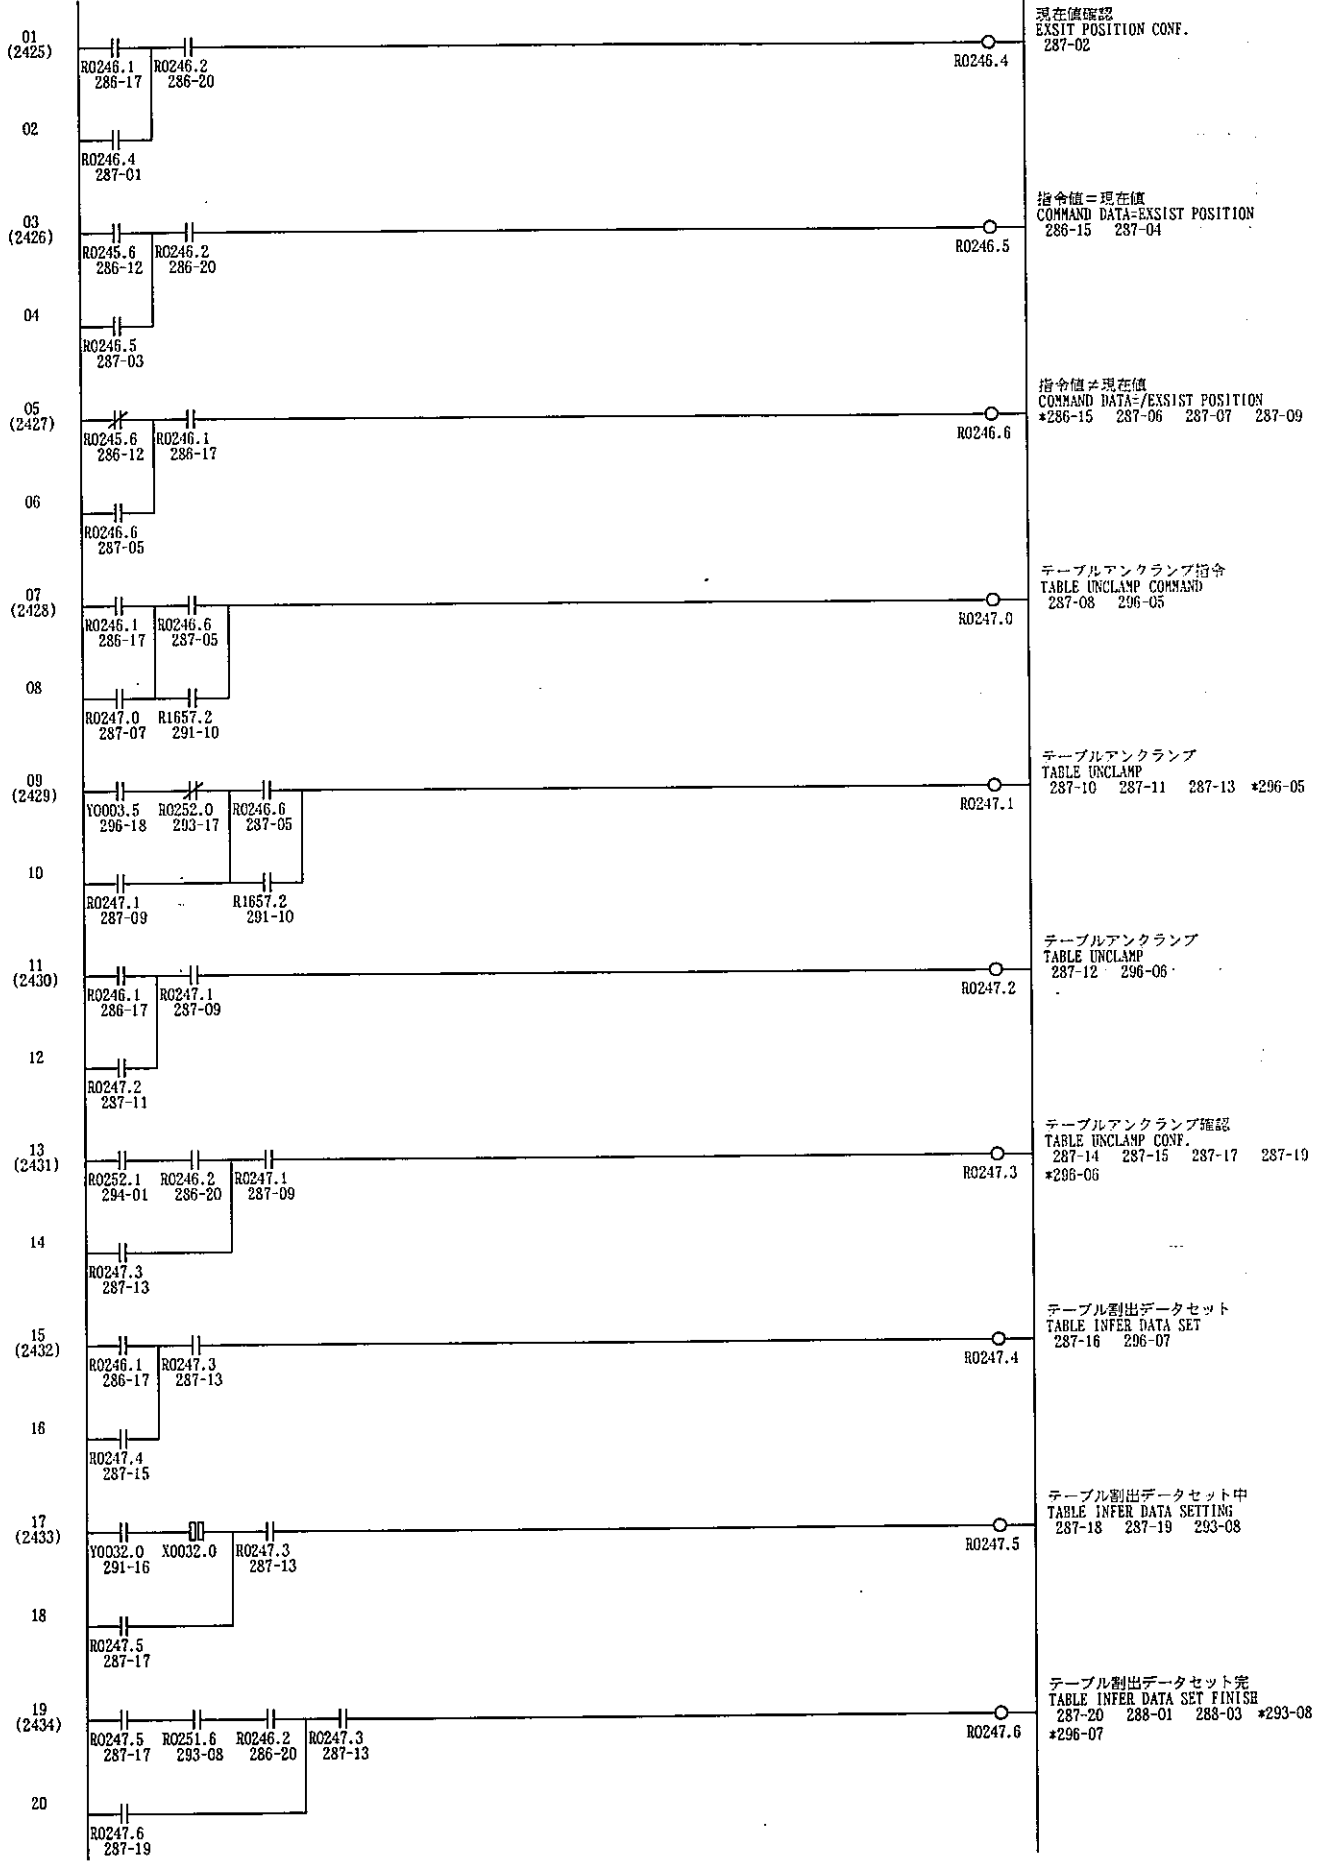 現在値確認
EXSIT POSITION CONF.
287-02
01
(2425)
R0246.1
286-17
R0246.2
286-20
R0246.4
02
R0246.4
287-01
指令値=現在値
COMMAND DATA=EXSIST POSITION
286-15 287-04
03
(2426)
R0245.6
286-12
R0246.2
286-20
R0246.5
04
R0246.5
287-03
指令値≠現在値
COMMAND DATA=/EXSIST POSITION
*286-15 287-06 287-07 287-09
05
(2427)
R0245.6
286-12
R0246.1
286-17
R0246.6
06
R0246.6
287-05
テーブルアンクランプ指令
TABLE UNCLAMP COMMAND
287-08 296-05
07
(2428)
R0246.1
286-17
R0246.6
287-05
R0247.0
08
R0247.0
287-07
R1657.2
291-10
テーブルアンクランプ
TABLE UNCLAMP
287-10 287-11 287-13 *296-05
09
(2429)
Y0003.5
296-18
R0252.0
293-17
R0246.6
287-05
R0247.1
10
R0247.1
287-09
R1657.2
291-10
テーブルアンクランプ
TABLE UNCLAMP
287-12 296-06
11
(2430)
R0246.1
286-17
R0247.1
287-09
R0247.2
12
R0247.2
287-11
テーブルアンクランプ確認
TABLE UNCLAMP CONF.
287-14 287-15 287-17 287-19
*296-06
13
(2431)
R0252.1
294-01
R0246.2
286-20
R0247.1
287-09
R0247.3
14
R0247.3
287-13
テーブル割出データセット
TABLE INFER DATA SET
287-16 296-07
15
(2432)
R0246.1
286-17
R0247.3
287-13
R0247.4
16
R0247.4
287-15
テーブル割出データセット中
TABLE INFER DATA SETTING
287-18 287-19 293-08
17
(2433)
Y0032.0
291-16
X0032.0
R0247.3
287-13
R0247.5
18
R0247.5
287-17
テーブル割出データセット完
TABLE INFER DATA SET FINISH
287-20 288-01 288-03 *293-08
*296-07
19
(2434)
R0247.5
287-17
R0251.6
293-08
R0246.2
286-20
R0247.3
287-13
R0247.6
20
R0247.6
287-19